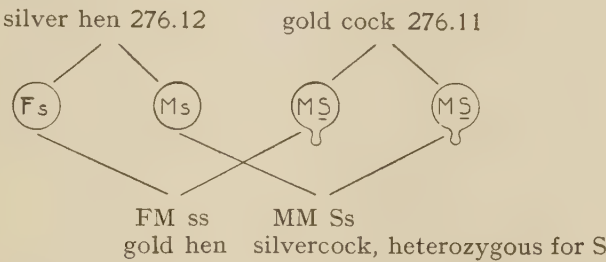 silver hen 276.12 gold cock 276.11
Fs Ms MS MS
FM ss MM Ss
gold hen silvercock, heterozygous for S